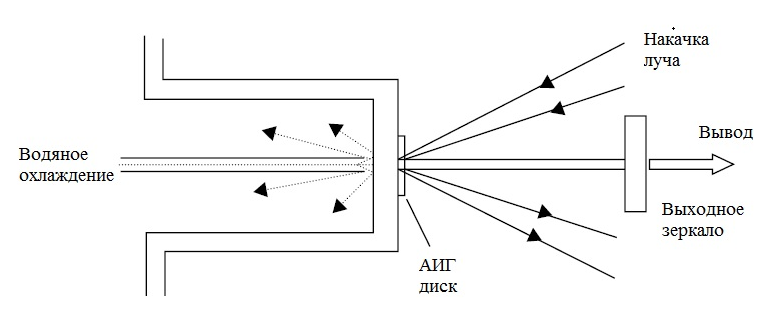 Накачка
луча
Водяное
охлаждение
Вывод
Выходное
зеркало
АИГ
диск